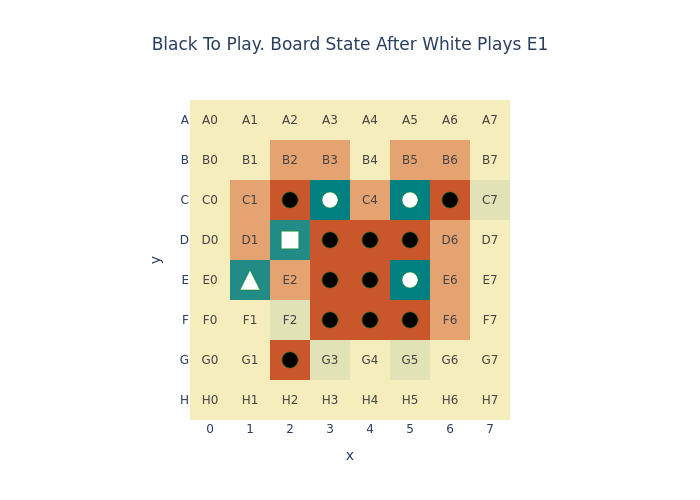 Black To Play. Board State After White Plays E1
A A0 A1 A2 A3 A4 A5 A6 A7
B B0 B1 B2 B3 B4 B5 B6 B7
C C0 C1 C4 C7
D D0 D1 D6 D7
E E0 E2 E6 E7
F F0 F1 F2 F6 F7
G G0 G1 G3 G4 G5 G6 G7
H H0 H1 H2 H3 H4 H5 H6 H7
0 1 2 3 4 5 6 7
x
y